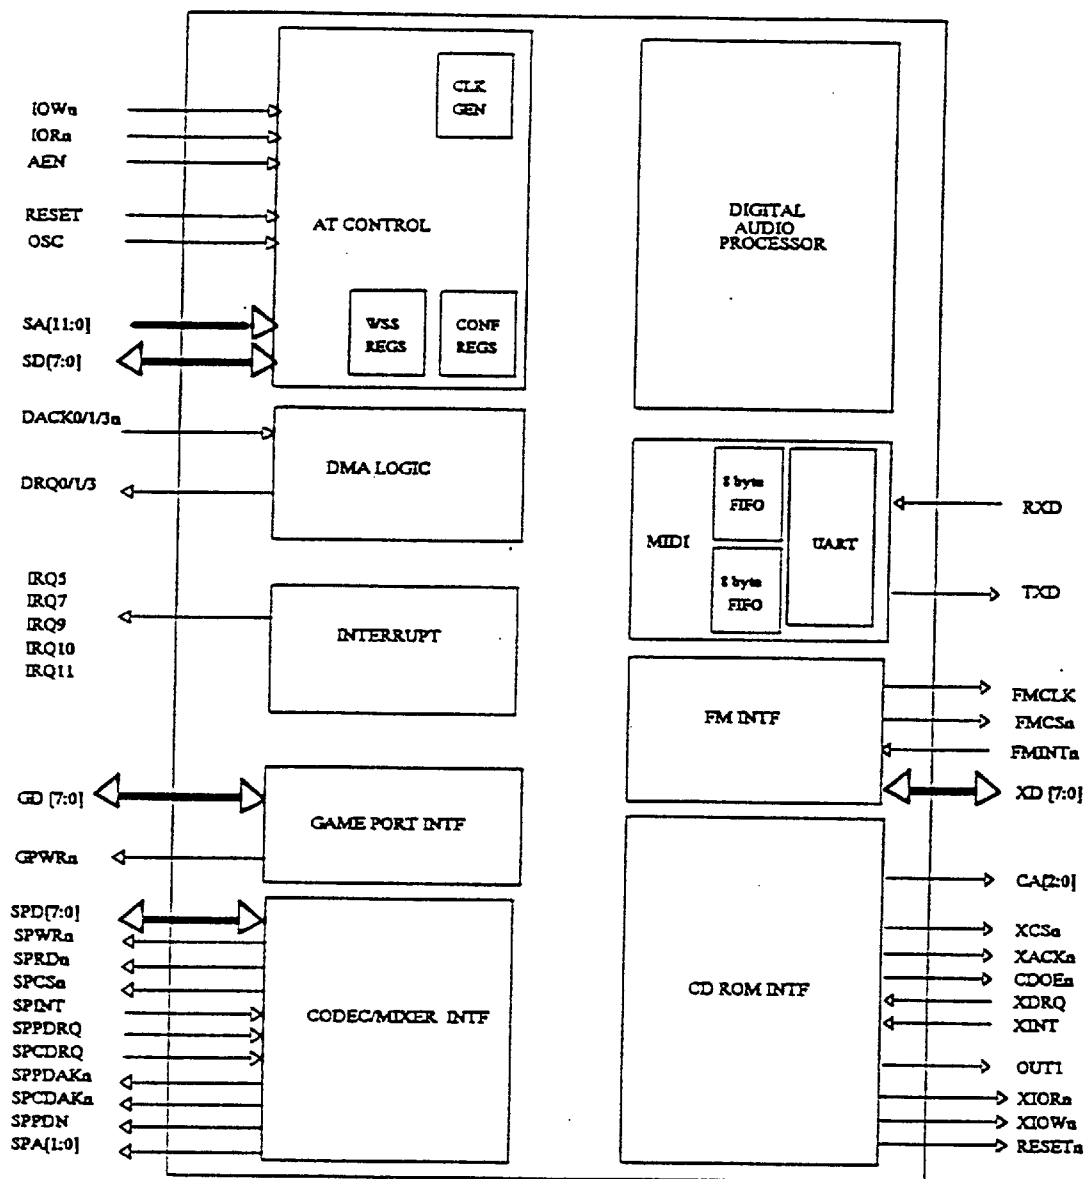 IOWn
IORn
AEN
RESET
OSC
SA[11:0]
SD[7:0]
CLK
GEN
AT CONTROL
WSS
REGS
CONF
REGS
DIGITAL
AUDIO
PROCESSOR
DACK0/1/3n
DRQ0/1/3
DMA LOGIC
MIDI
8 byte
FIFO
8 byte
FIFO
UART
RXD
TXD
IRQ5
IRQ7
IRQ9
IRQ10
IRQ11
INTERRUPT
FM INTF
FMCLK
FMCSn
FMINTn
XD [7:0]
GD [7:0]
GPWRn
GAME PORT INTF
SPD[7:0]
SPWRn
SPRDn
SPCSn
SPINT
SPPDRQ
SPCDRQ
SPPDAKn
SPCDAKn
SPPDN
SPA[1:0]
CODEC/MIXER INTF
CD ROM INTF
CA[2:0]
XCSn
XACKn
CDOEn
XDRQ
XINT
OUT1
XIORn
XIOWn
RESETn